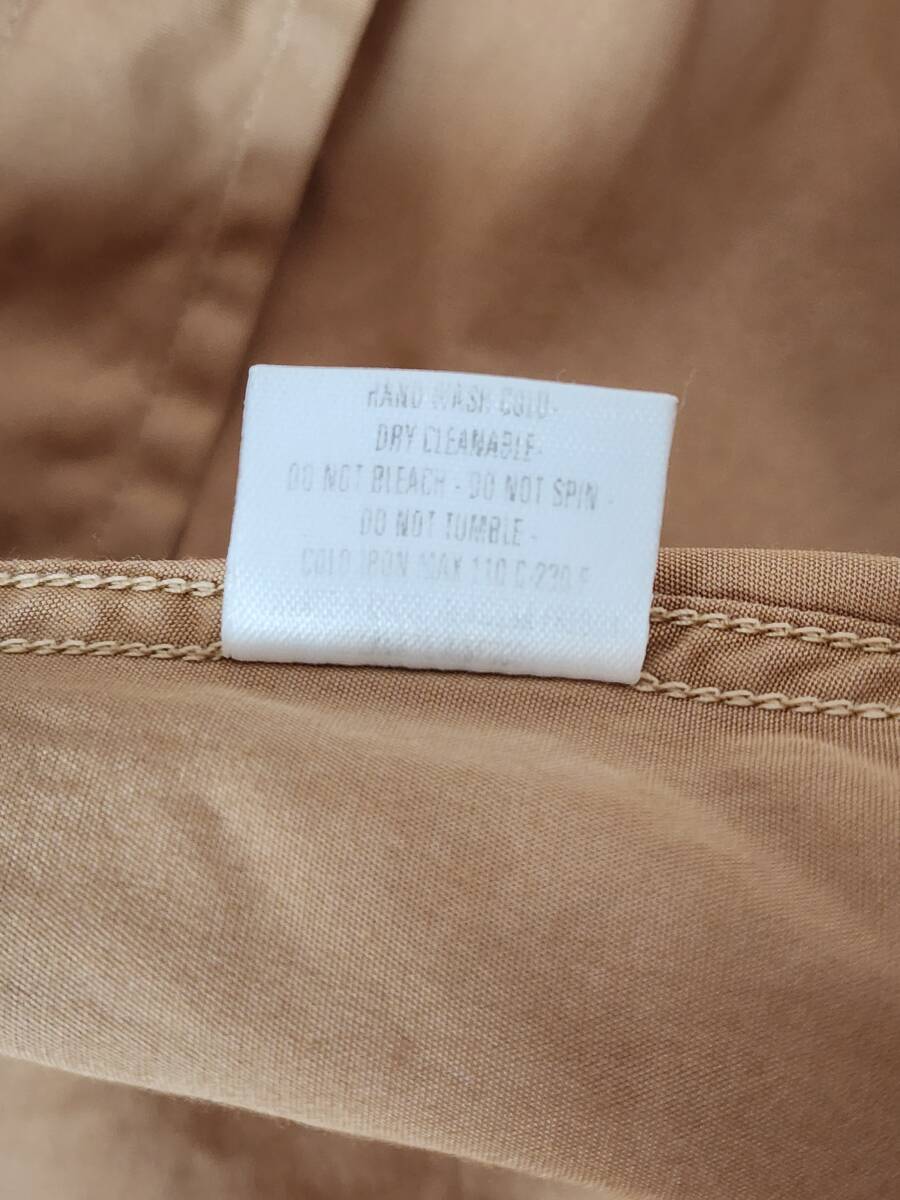 HAND WASH COLD-
DRY CLEANABLE-
DO NOT BLEACH - DO NOT SPIN -
DO NOT TUMBLE -
COLD IRON MAX 110 C-230 F